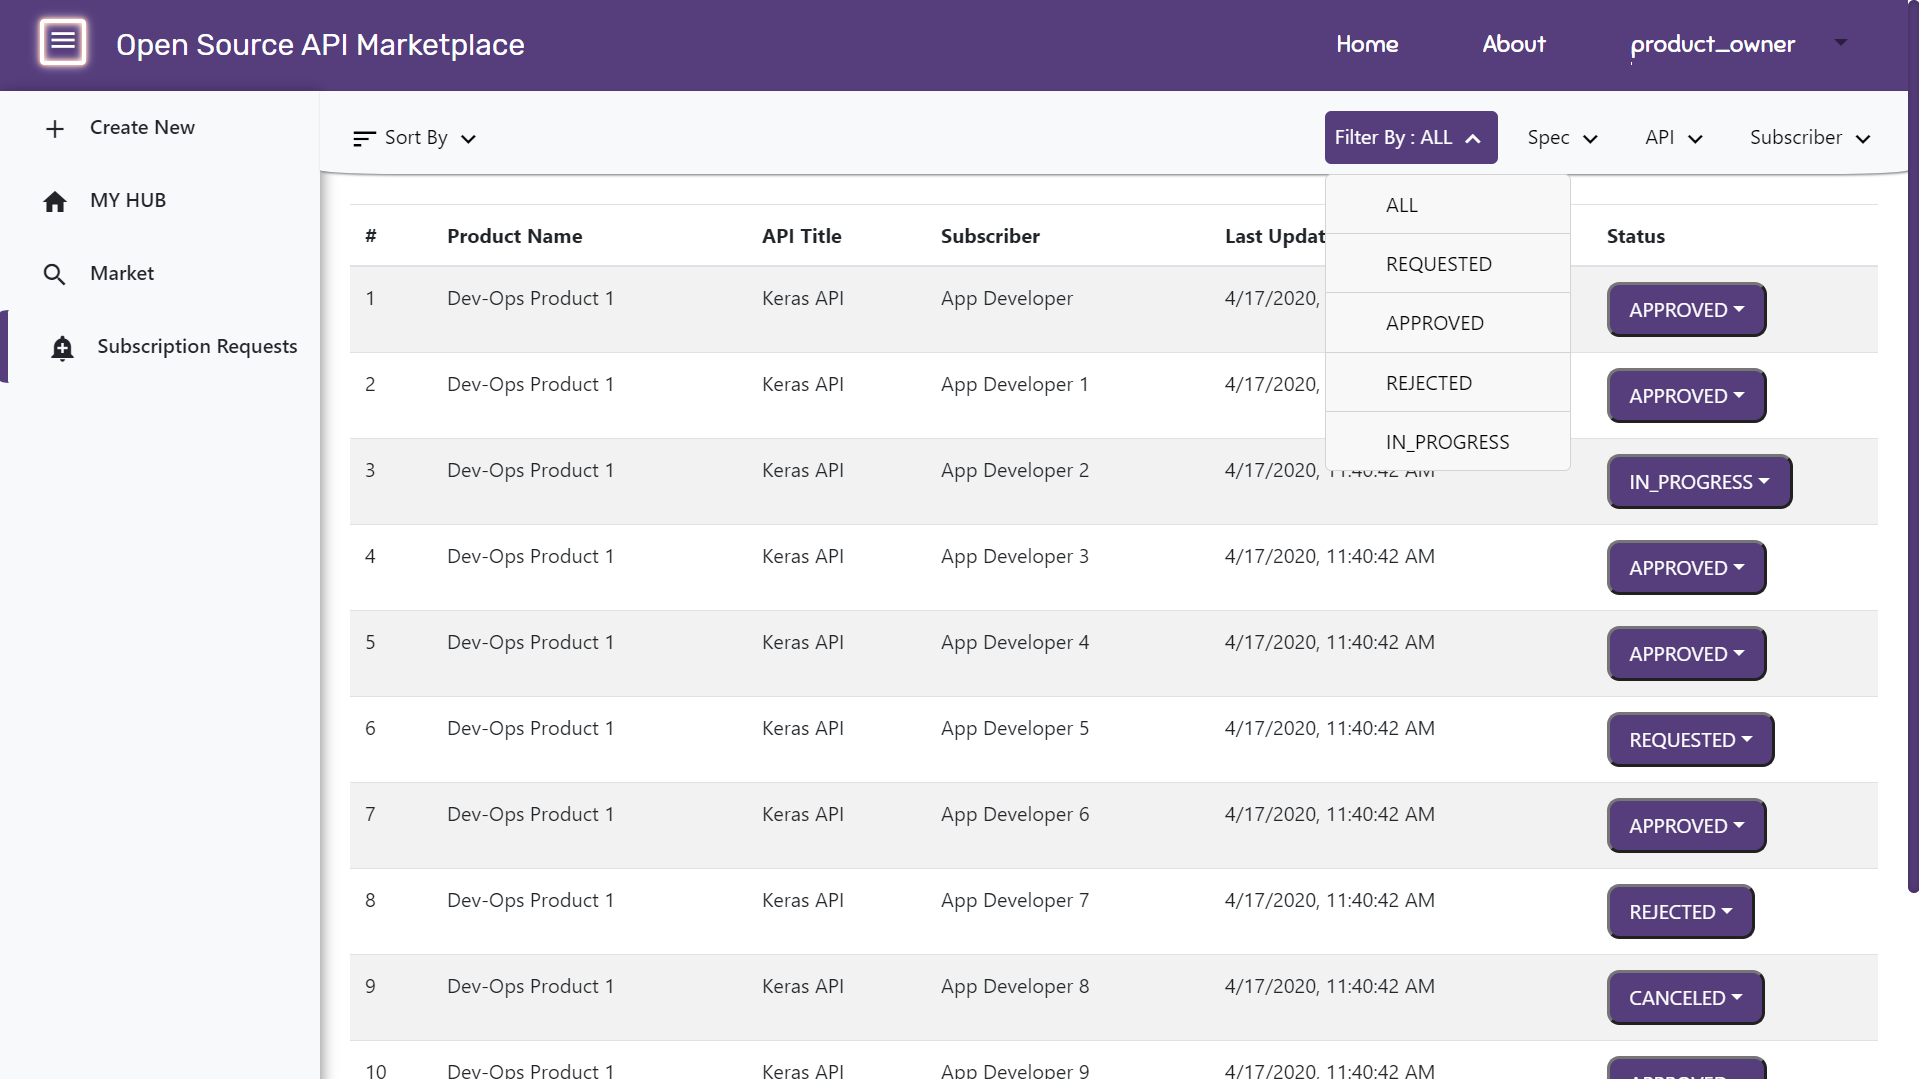 Open Source API Marketplace
Home
About
product_owner
Create New
MY HUB
Market
Subscription Requests
Sort By
Filter By : ALL
Spec
API
Subscriber
ALL
REQUESTED
APPROVED
REJECTED
IN_PROGRESS
# Product Name API Title Subscriber Last Updat Status
1 Dev-Ops Product 1 Keras API App Developer 4/17/2020, APPROVED
2 Dev-Ops Product 1 Keras API App Developer 1 4/17/2020, APPROVED
3 Dev-Ops Product 1 Keras API App Developer 2 4/17/2020, 11:40:42 AM IN_PROGRESS
4 Dev-Ops Product 1 Keras API App Developer 3 4/17/2020, 11:40:42 AM APPROVED
5 Dev-Ops Product 1 Keras API App Developer 4 4/17/2020, 11:40:42 AM APPROVED
6 Dev-Ops Product 1 Keras API App Developer 5 4/17/2020, 11:40:42 AM REQUESTED
7 Dev-Ops Product 1 Keras API App Developer 6 4/17/2020, 11:40:42 AM APPROVED
8 Dev-Ops Product 1 Keras API App Developer 7 4/17/2020, 11:40:42 AM REJECTED
9 Dev-Ops Product 1 Keras API App Developer 8 4/17/2020, 11:40:42 AM CANCELED
10 Dev-Ops Product 1 Keras API App Developer 9 4/17/2020, 11:40:42 AM APPROVED